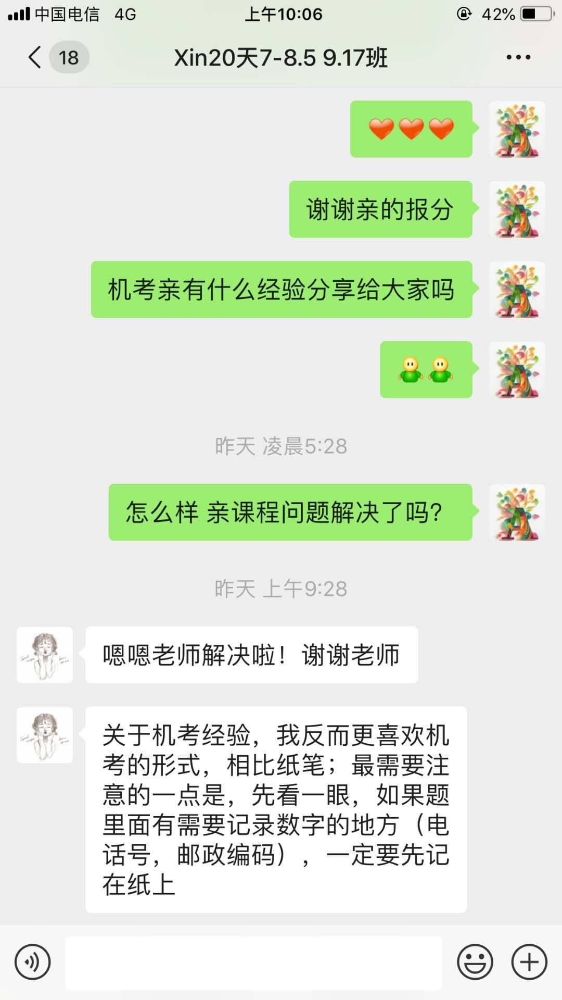 中国电信 4G 上午10:06 42%
18 Xin20天7-8.5 9.17班
谢谢亲的报分
机考亲有什么经验分享给大家吗
昨天 凌晨5:28
怎么样 亲课程问题解决了吗?
昨天 上午9:28
嗯嗯老师解决啦！谢谢老师
关于机考经验，我反而更喜欢机
考的形式，相比纸笔；最需要注
意的一点是，先看一眼，如果题
里面有需要记录数字的地方（电
话号，邮政编码），一定要先记
在纸上